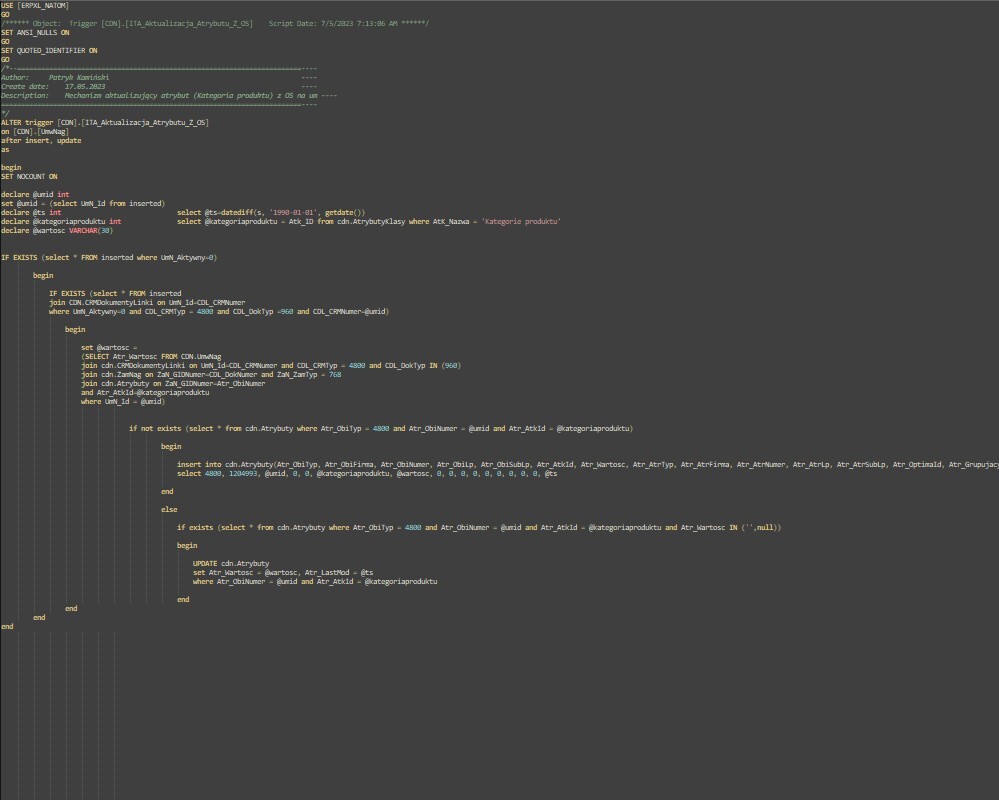 USE [ERPXL_NATOM]
GO
/****** Object:  Trigger [CDN].[ITA_Aktualizacja_Atrybutu_Z_OS]    Script Date: 7/5/2023 7:13:06 AM ******/
SET ANSI_NULLS ON
GO
SET QUOTED_IDENTIFIER ON
GO
/*--=======================================================================----
Author:     Patryk Kamiński                                                ----
Create date:    17.05.2023                                                 ----
Description:    Mechanizm aktualizujący atrybut (Kategoria produktu) z OS na um ----
===========================================================================----
*/
ALTER trigger [CDN].[ITA_Aktualizacja_Atrybutu_Z_OS]
on [CDN].[UmwNag]
after insert, update
as
begin
SET NOCOUNT ON
declare @umid int
set @umid = (select UmN_Id from inserted)
declare @ts int    select @ts=datediff(s, '1990-01-01', getdate())
declare @kategoriaproduktu int    select @kategoriaproduktu = Atk_ID from cdn.AtrybutyKlasy where AtK_Nazwa = 'Kategorie produktu'
declare @wartosc VARCHAR(30)
IF EXISTS (select * FROM inserted where UmN_Aktywny=0)
begin
IF EXISTS (select * FROM inserted
join CDN.CRMDokumentyLinki on UmN_Id=CDL_CRMNumer
where UmN_Aktywny=0 and CDL_CRMTyp = 4800 and CDL_DokTyp =960 and CDL_CRMNumer=@umid)
begin
set @wartosc =
(SELECT Atr_Wartosc FROM CDN.UmwNag
join cdn.CRMDokumentyLinki on UmN_Id=CDL_CRMNumer and CDL_CRMTyp = 4800 and CDL_DokTyp IN (960)
join cdn.ZamNag on ZaN_GIDNumer=CDL_DokNumer and ZaN_ZamTyp = 768
join cdn.Atrybuty on ZaN_GIDNumer=Atr_ObiNumer
and Atr_AtkId=@kategoriaproduktu
where UmN_Id = @umid)
if not exists (select * from cdn.Atrybuty where Atr_ObiTyp = 4800 and Atr_ObiNumer = @umid and Atr_AtkId = @kategoriaproduktu)
begin
insert into cdn.Atrybuty(Atr_ObiTyp, Atr_ObiFirma, Atr_ObiNumer, Atr_ObiLp, Atr_ObiSubLp, Atr_AtkId, Atr_Wartosc, Atr_AtrTyp, Atr_AtrFirma, Atr_AtrNumer, Atr_AtrLp, Atr_AtrSubLp, Atr_OptimaId, Atr_Grupujacy
select 4800, 1204993, @umid, 0, 0, @kategoriaproduktu, @wartosc, 0, 0, 0, 0, 0, 0, 0, 0, 0, @ts
end
else
if exists (select * from cdn.Atrybuty where Atr_ObiTyp = 4800 and Atr_ObiNumer = @umid and Atr_AtkId = @kategoriaproduktu and Atr_Wartosc IN ('',null))
begin
UPDATE cdn.Atrybuty
set Atr_Wartosc = @wartosc, Atr_LastMod = @ts
where Atr_ObiNumer = @umid and Atr_AtkId = @kategoriaproduktu
end
end
end
end